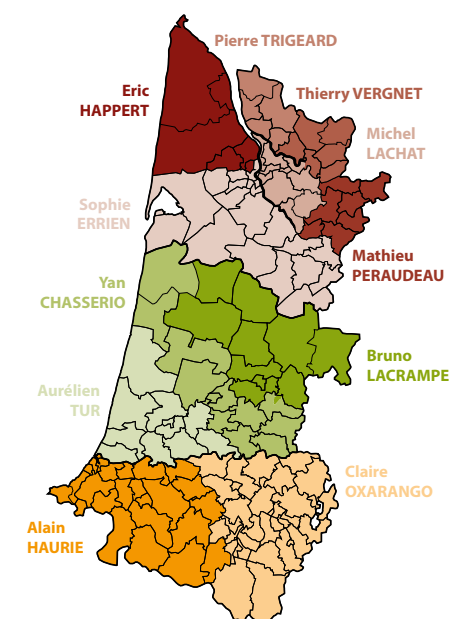 Pierre TRIGEARD
Eric
HAPPERT
Thierry VERGNET
Michel
LACHAT
Sophie
ERRIEN
Mathieu
PERAUDEAU
Yan
CHASSERIO
Bruno
LACRAMPE
Aurélien
TUR
Claire
OXARANGO
Alain
HAURIE